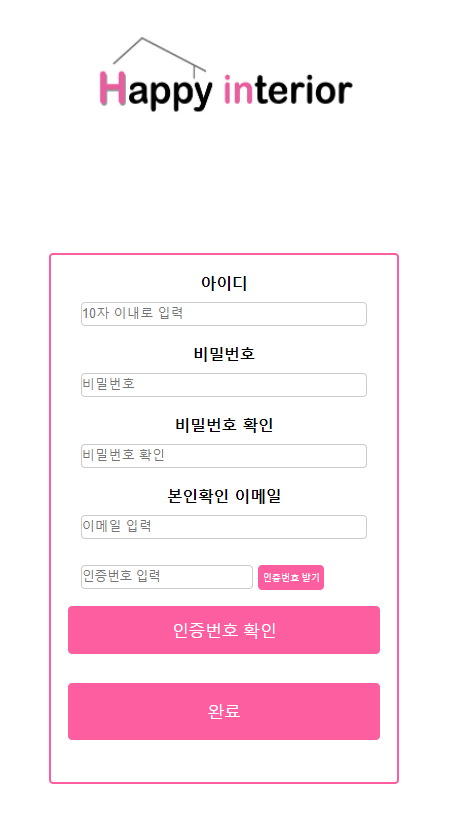 Happy interior
아이디
10자 이내로 입력
비밀번호
비밀번호
비밀번호 확인
비밀번호 확인
본인확인 이메일
이메일 입력
인증번호 입력 인증번호 받기
인증번호 확인
완료